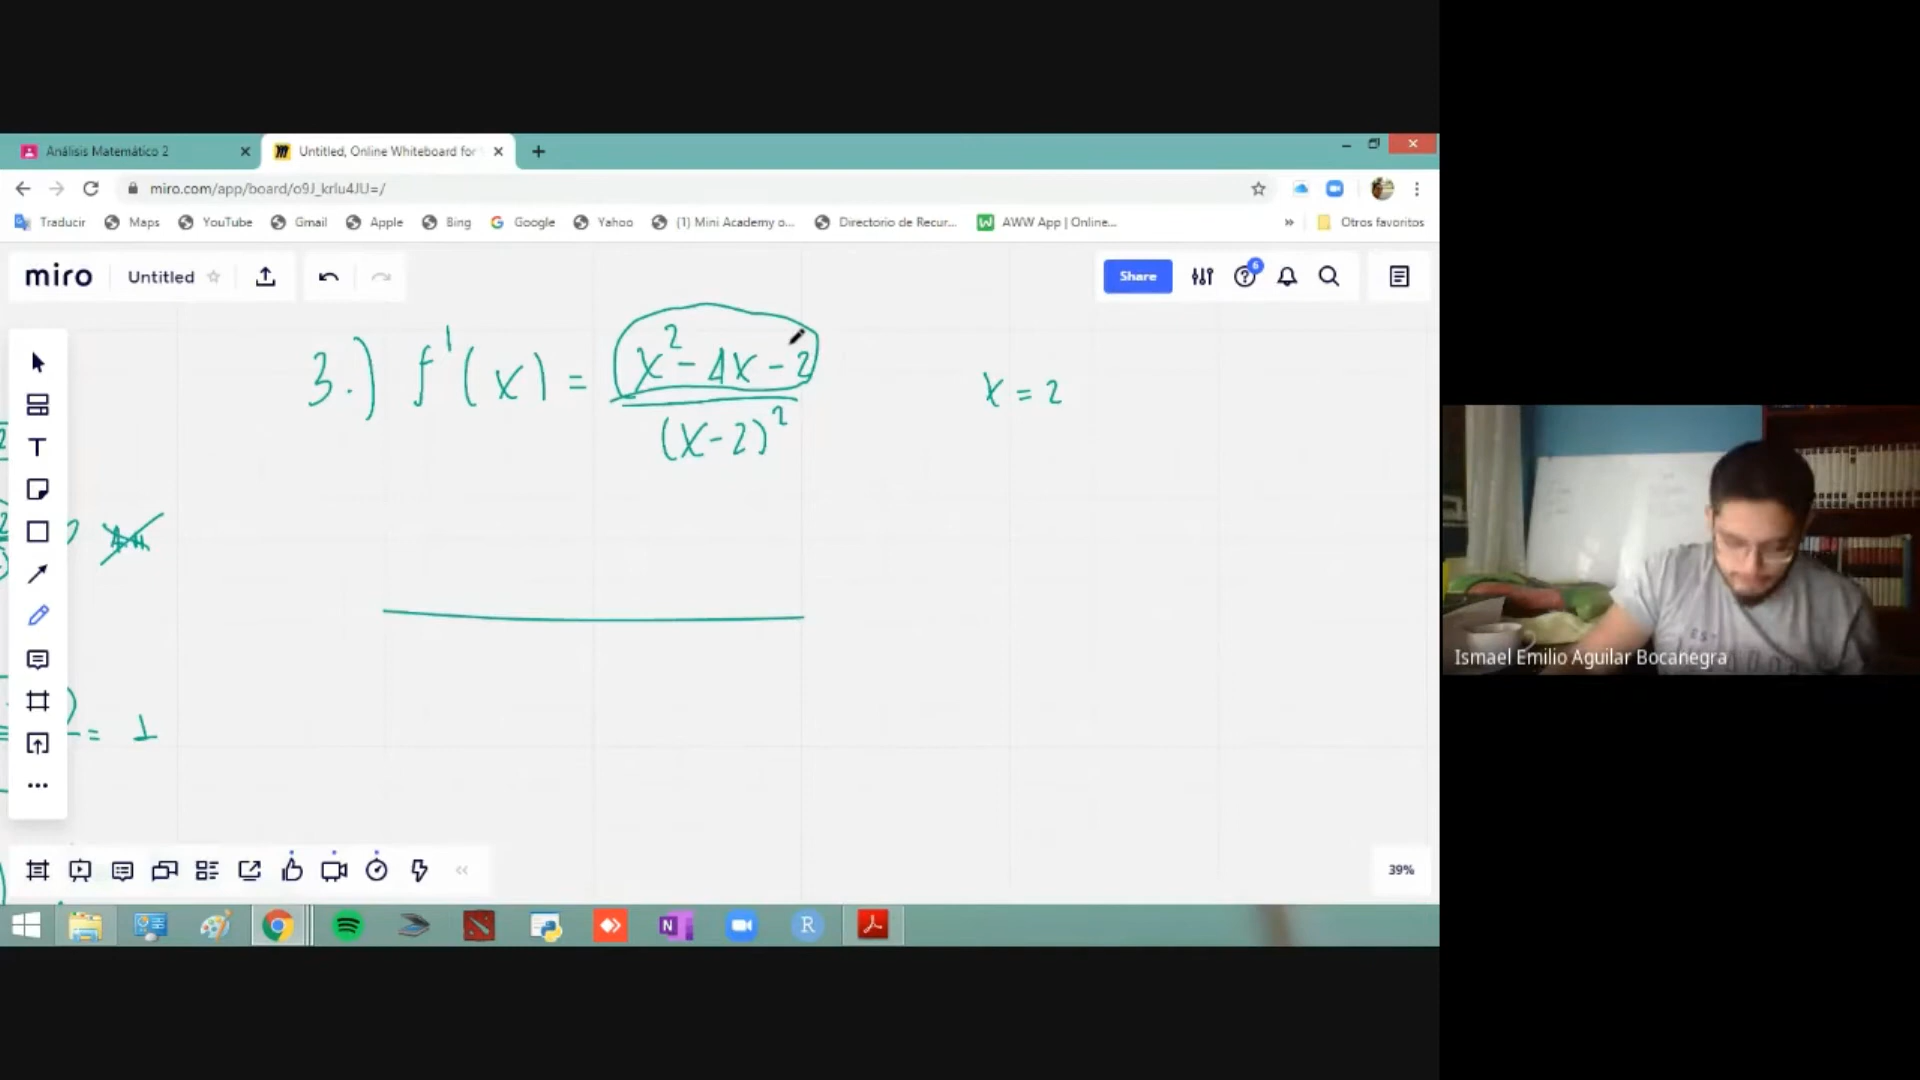 Análisis Matemático 2
Untitled, Online Whiteboard for
miro.com/app/board/o9J_krlu4JU=/
Traducir Maps YouTube Gmail Apple Bing Google Yahoo (1) Mini Academy o... Directorio de Recur... AWW App | Online... » Otros favoritos
miro Untitled Share 6
3.) f'(x) = x² - 4x - 2 / (x-2)²
x = 2
= 1
T
Ismael Emilio Aguilar Bocanegra
39%
N
R